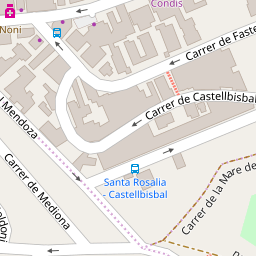 Condis
Noni
Carrer de Faste
Carrer de Castellbisbal
l Mendoza
Carrer de Mediona
Santa Rosalia
- Castellbisbal
Carrer de la Mare de